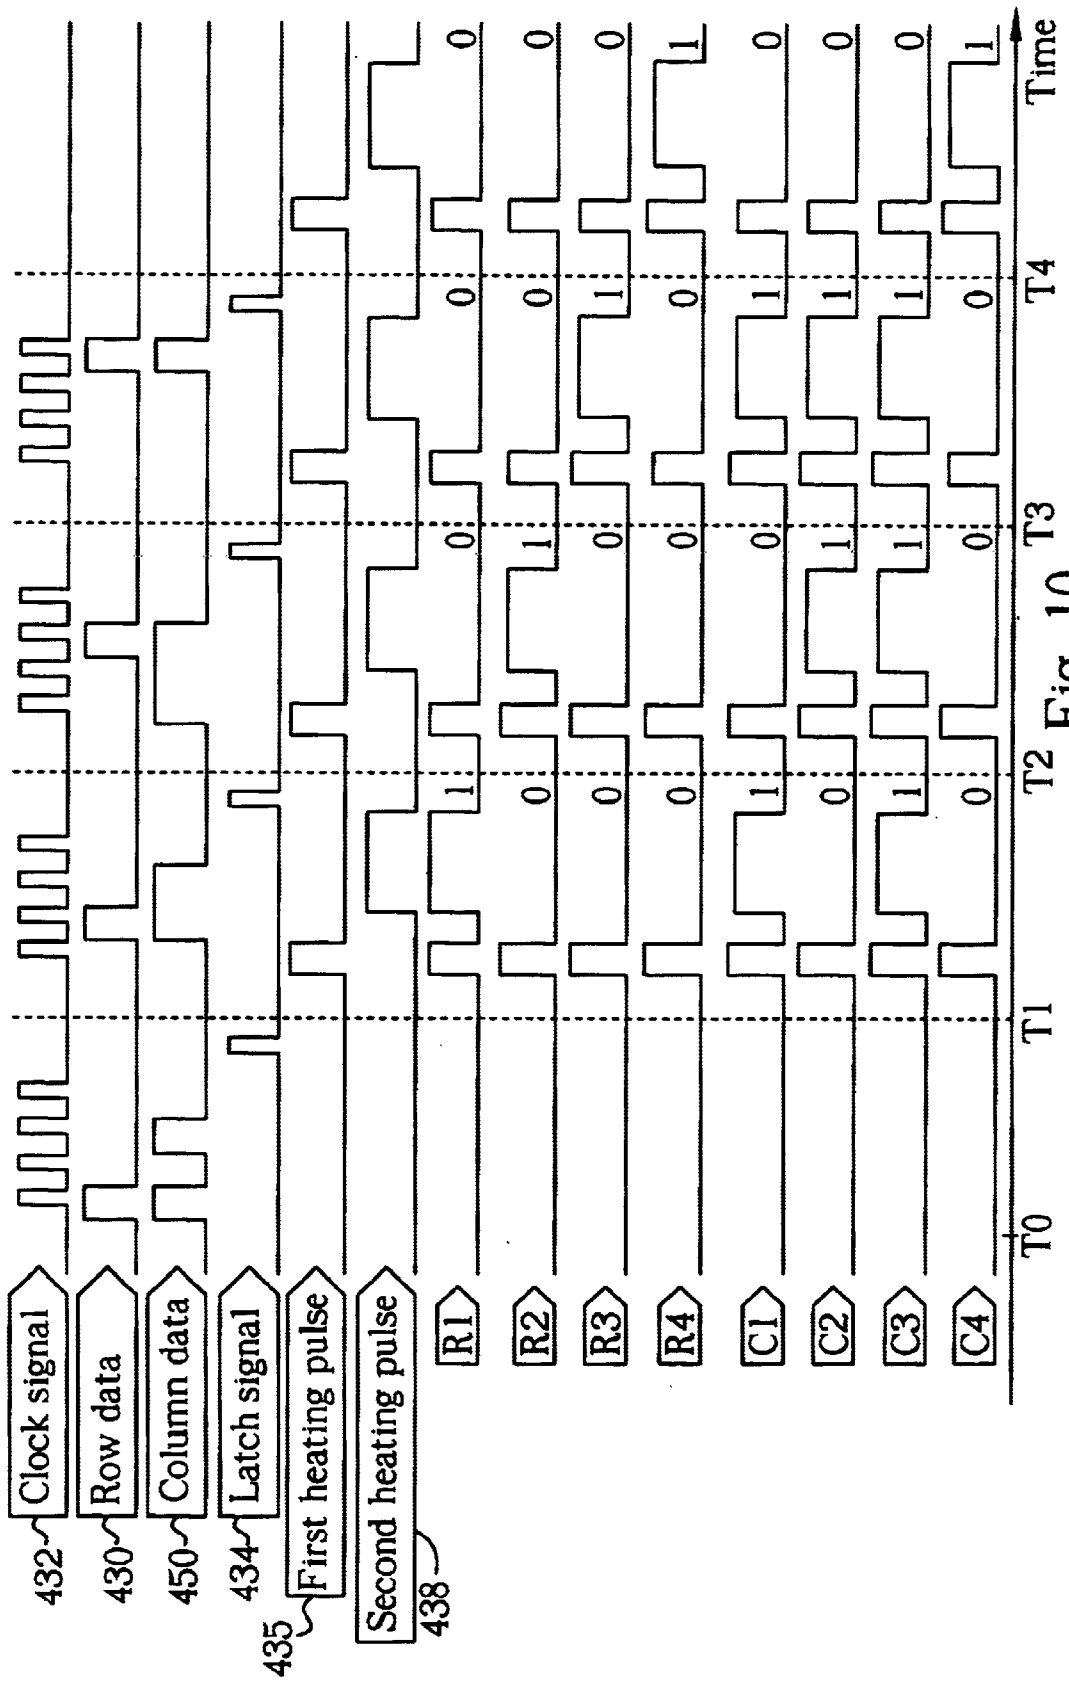 432 Clock signal
430 Row data
450 Column data
434 Latch signal
435 First heating pulse
438 Second heating pulse
R1 1 0 0 0
R2 0 1 0 0
R3 0 0 1 0
R4 0 0 0 1
C1 1 0 1 0
C2 0 1 1 0
C3 1 1 1 0
C4 0 0 0 1
T0 T1 T2 T3 T4 Time
Fig. 10